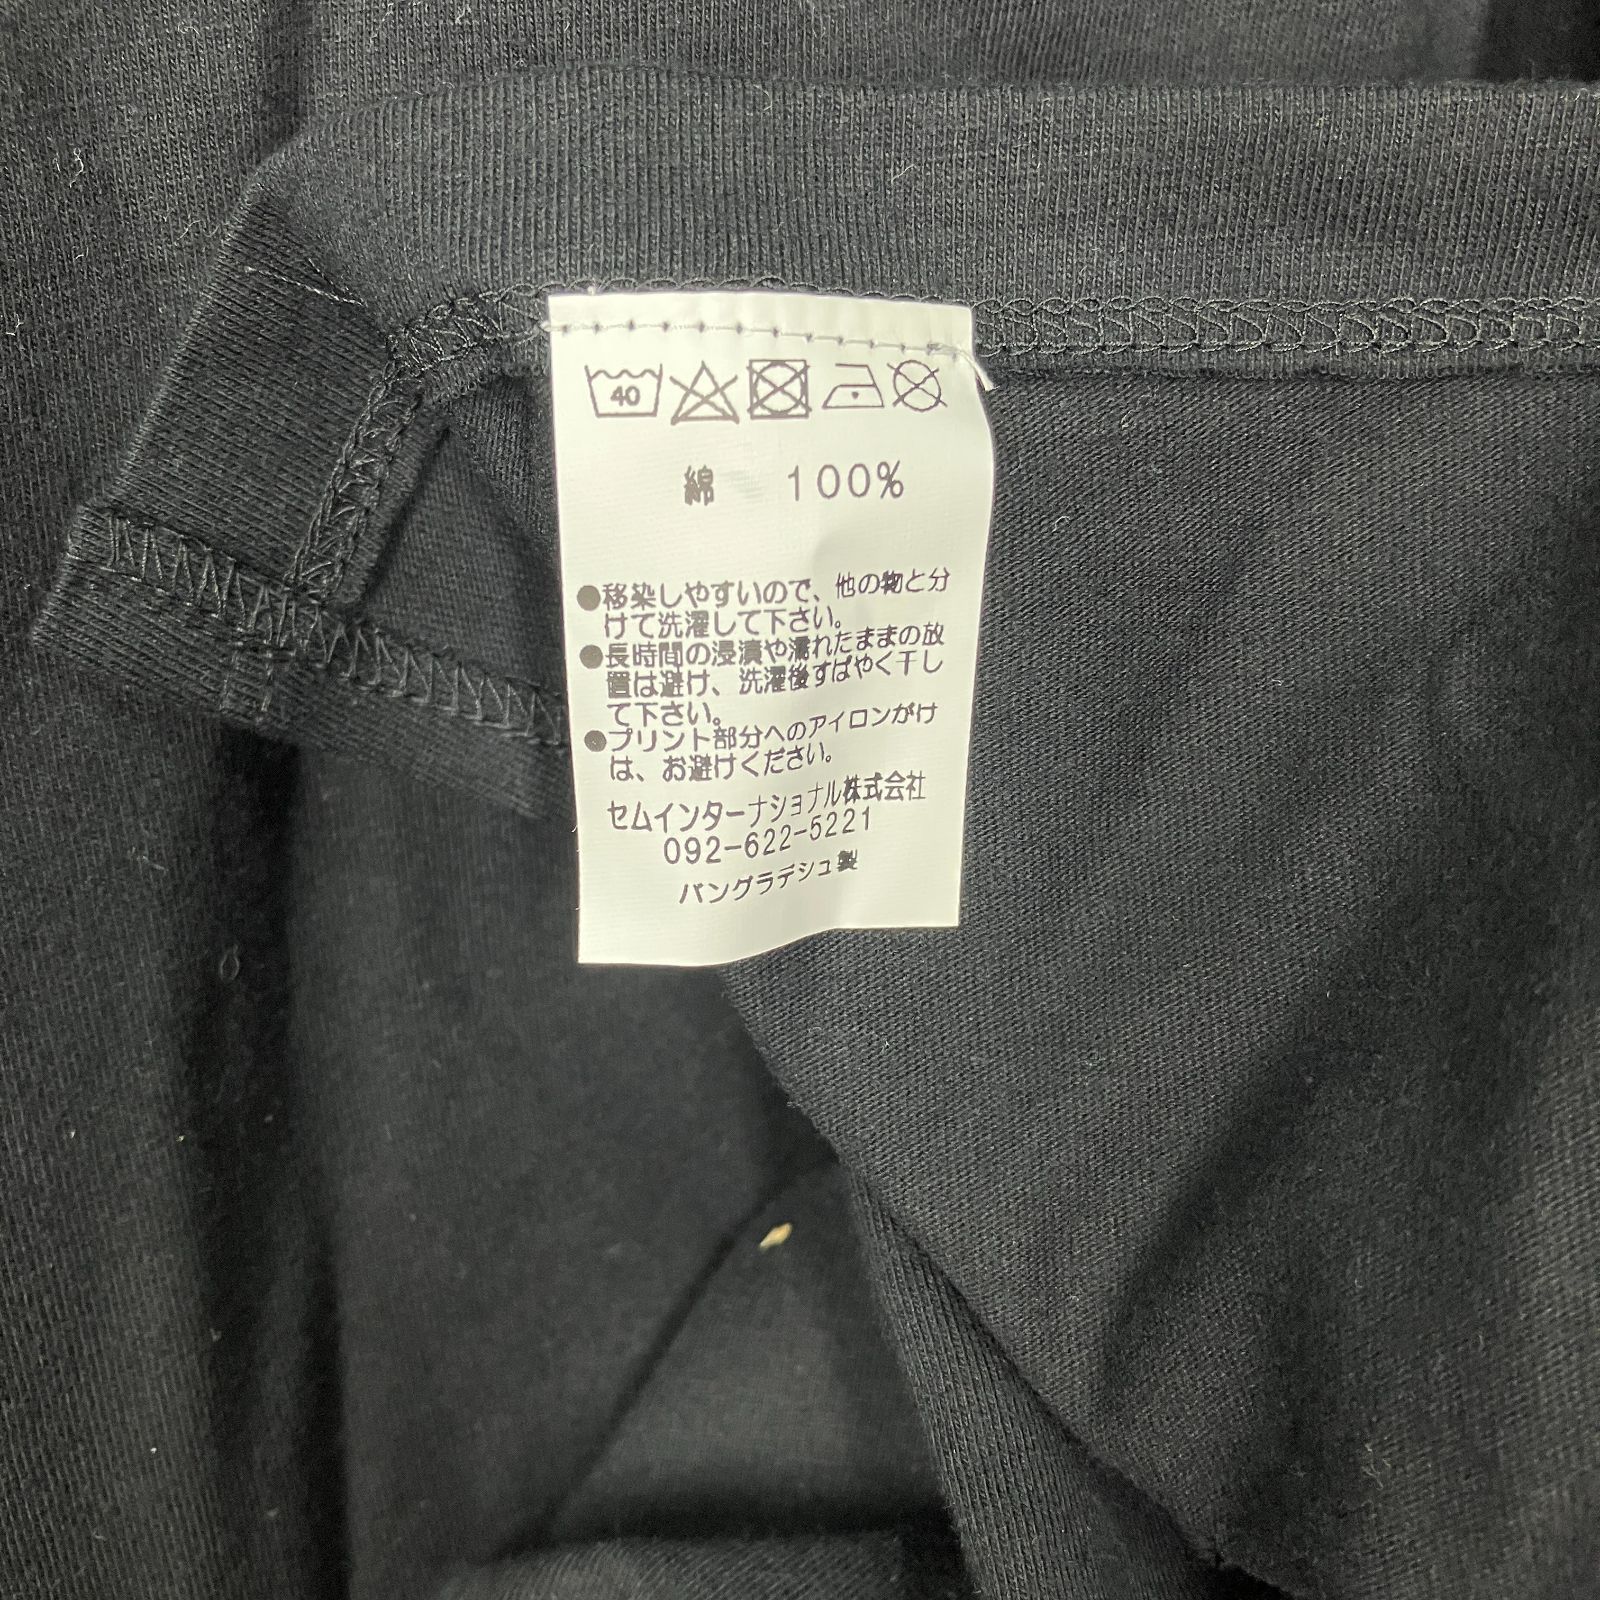 40
綿 100%
●移染しやすいので、他の物と分
けて洗濯して下さい。
●長時間の浸漬や濡れたままの放
置は避け、洗濯後すばやく干し
て下さい。
●プリント部分へのアイロンがけ
は、お避けください。
セムインターナショナル株式会社
092-622-5221
バングラデシュ製